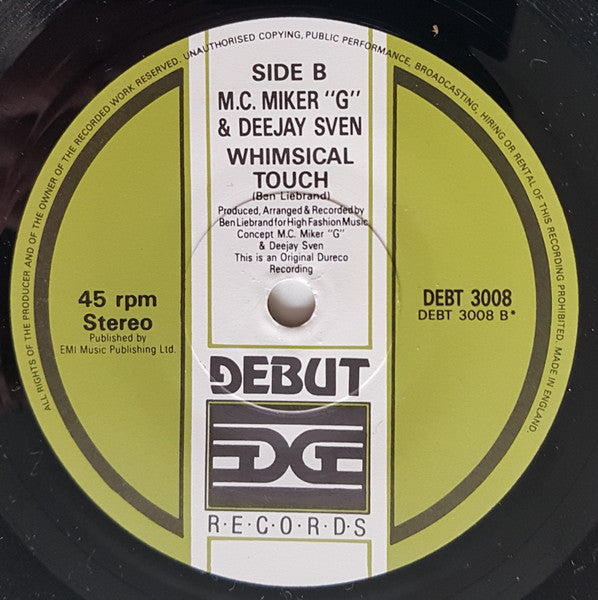 ALL RIGHTS OF THE PRODUCER AND OF THE OWNER OF THE RECORDED WORK RESERVED. UNAUTHORISED COPYING, PUBLIC PERFORMANCE, BROADCASTING, HIRING OR RENTAL OF THIS RECORDING PROHIBITED. MADE IN ENGLAND.
SIDE B
M.C. MIKER "G"
& DEEJAY SVEN
WHIMSICAL
TOUCH
(Ben Liebrand)
Produced, Arranged & Recorded by
Ben Liebrand for High Fashion Music
Concept M.C. Miker "G"
& Deejay Sven
This is an Original Dureco
Recording
45 rpm
Stereo
Published by
EMI Music Publishing Ltd.
DEBT 3008
DEBT 3008 B*
DEBUT
R·E·C·O·R·D·S